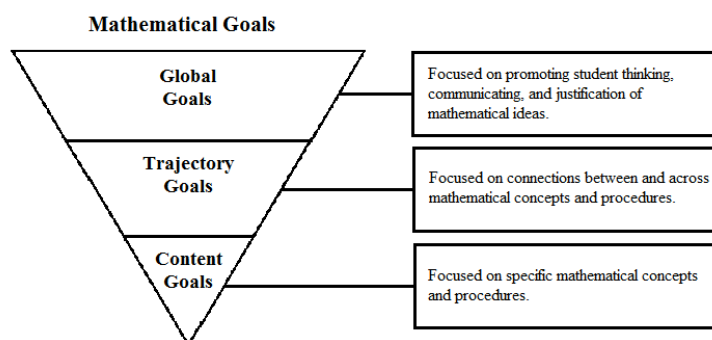 Mathematical Goals
Global
Goals
Focused on promoting student thinking,
communicating, and justification of
mathematical ideas.
Trajectory
Goals
Focused on connections between and across
mathematical concepts and procedures.
Content
Goals
Focused on specific mathematical concepts
and procedures.